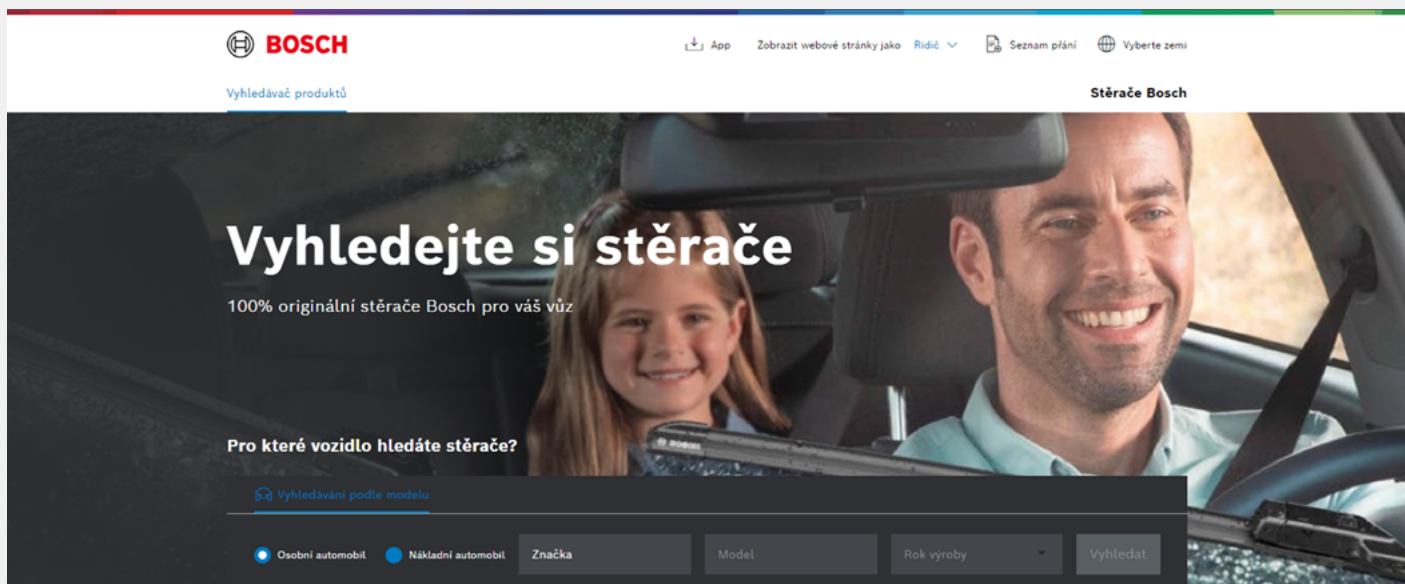 BOSCH
App Zobrazit webové stránky jako Řidič Seznam přání Vyberte zemi
Vyhledávač produktů Stěrače Bosch
Vyhledejte si stěrače
100% originální stěrače Bosch pro váš vůz
BOSCH
Pro které vozidlo hledáte stěrače?
Vyhledávání podle modelu
Osobní automobil Nákladní automobil Značka Model Rok výroby Vyhledat